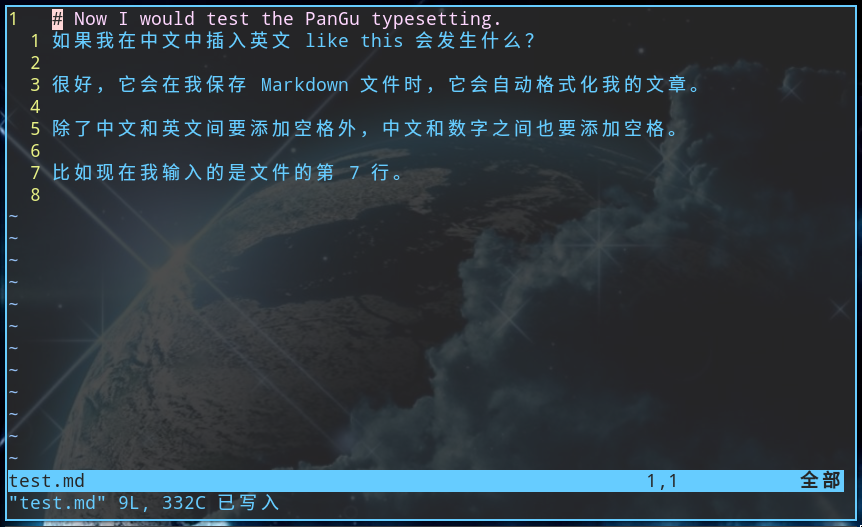 1   # Now I would test the PanGu typesetting.
  1 如果我在中文中插入英文 like this 会发生什么？
  2
  3 很好，它会在我保存 Markdown 文件时，它会自动格式化我的文章。
  4
  5 除了中文和英文间要添加空格外，中文和数字之间也要添加空格。
  6
  7 比如现在我输入的是文件的第 7 行。
  8
~
~
~
~
~
~
~
~
~
~
~
~
test.md 1,1 全部
"test.md" 9L, 332C 已写入